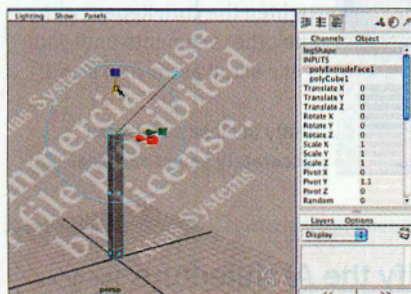 Lighting Show Panels
Channels Object
legShape
INPUTS
polyExtrudeFace1
polyCube1
Translate X 0
Translate Y 0
Translate Z 0
Rotate X 0
Rotate Y 0
Rotate Z 0
Scale X 1
Scale Y 1
Scale Z 1
Pivot X 0
Pivot Y 1.1
Pivot Z 0
Random 0
Layers Options
Display
persp
commercial use
file prohibited
by license.
Systems
Systems